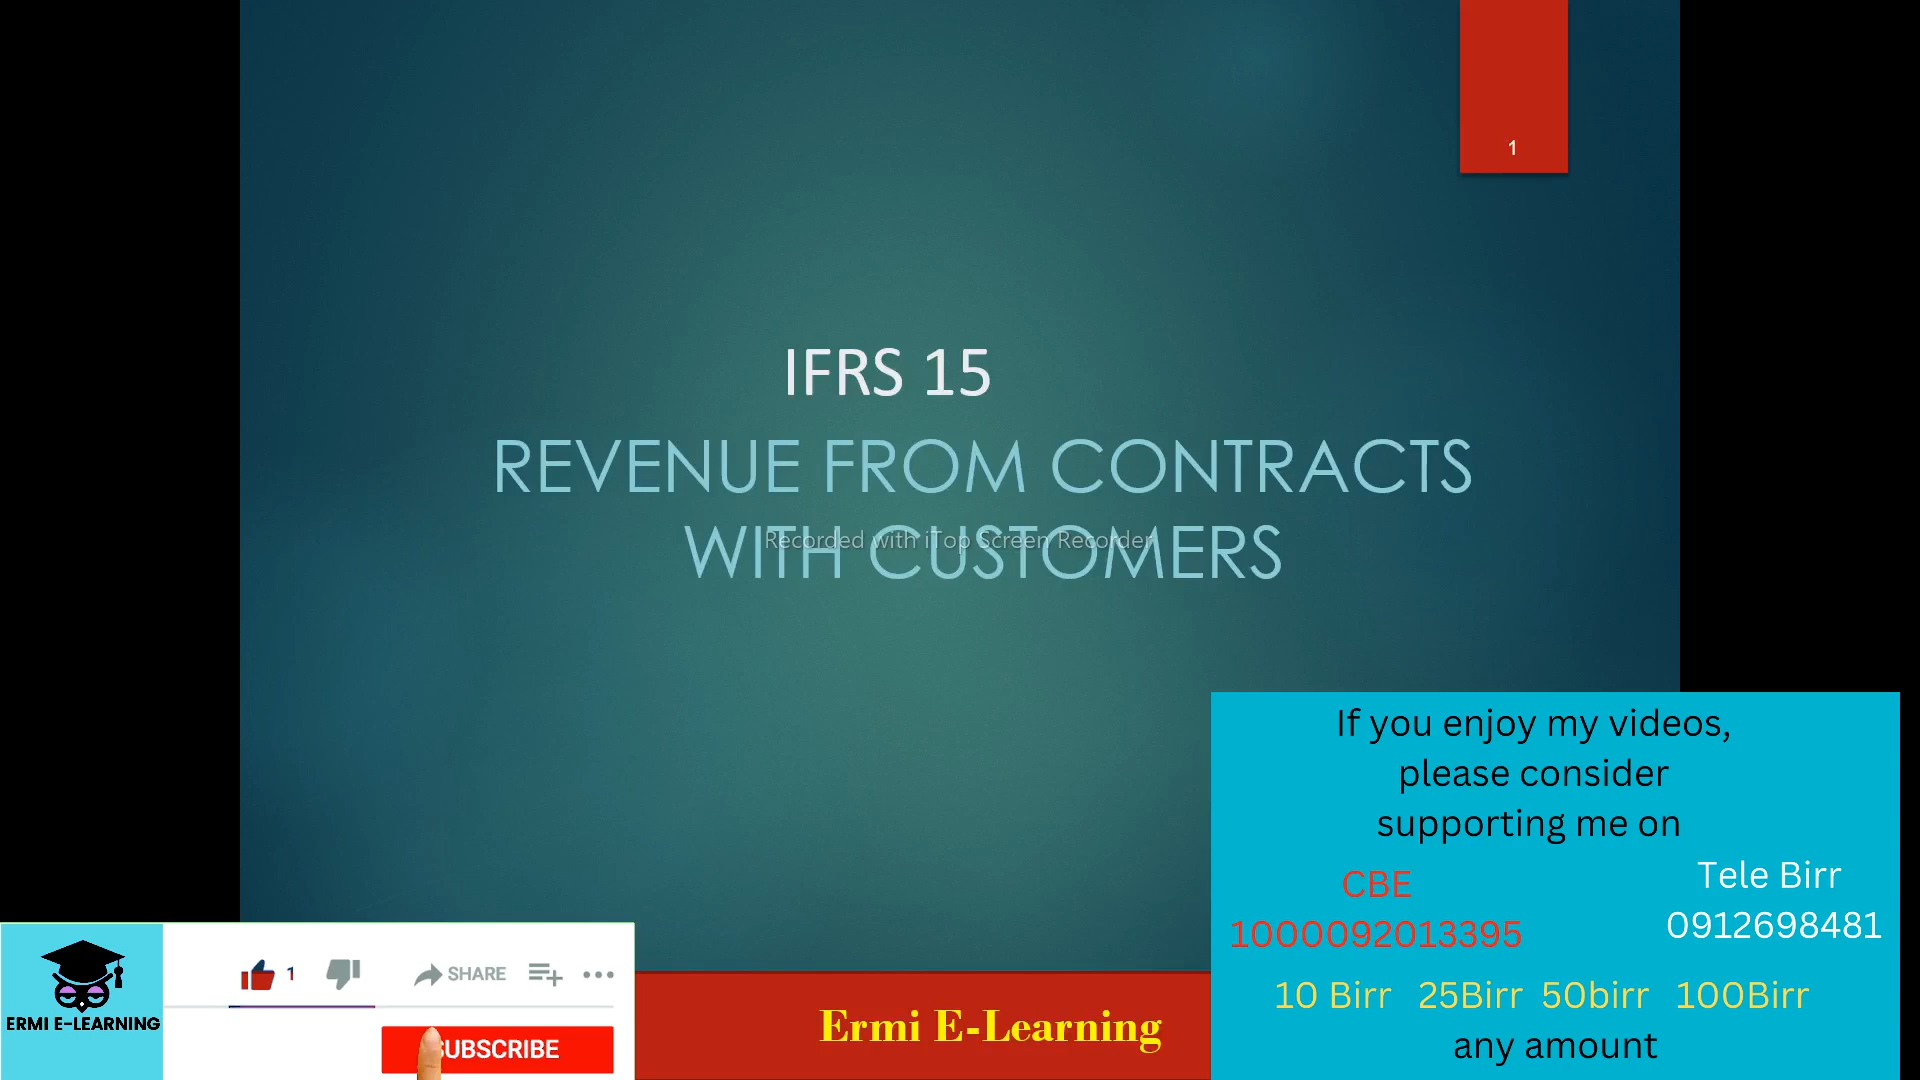 1
IFRS 15
REVENUE FROM CONTRACTS
WITH CUSTOMERS
Recorded with iTop Screen Recorder
If you enjoy my videos,
please consider
supporting me on
CBE
1000092013395
Tele Birr
0912698481
10 Birr 25Birr 50birr 100Birr
any amount
ERMI E-LEARNING
1
SHARE
SUBSCRIBE
Ermi E-Learning